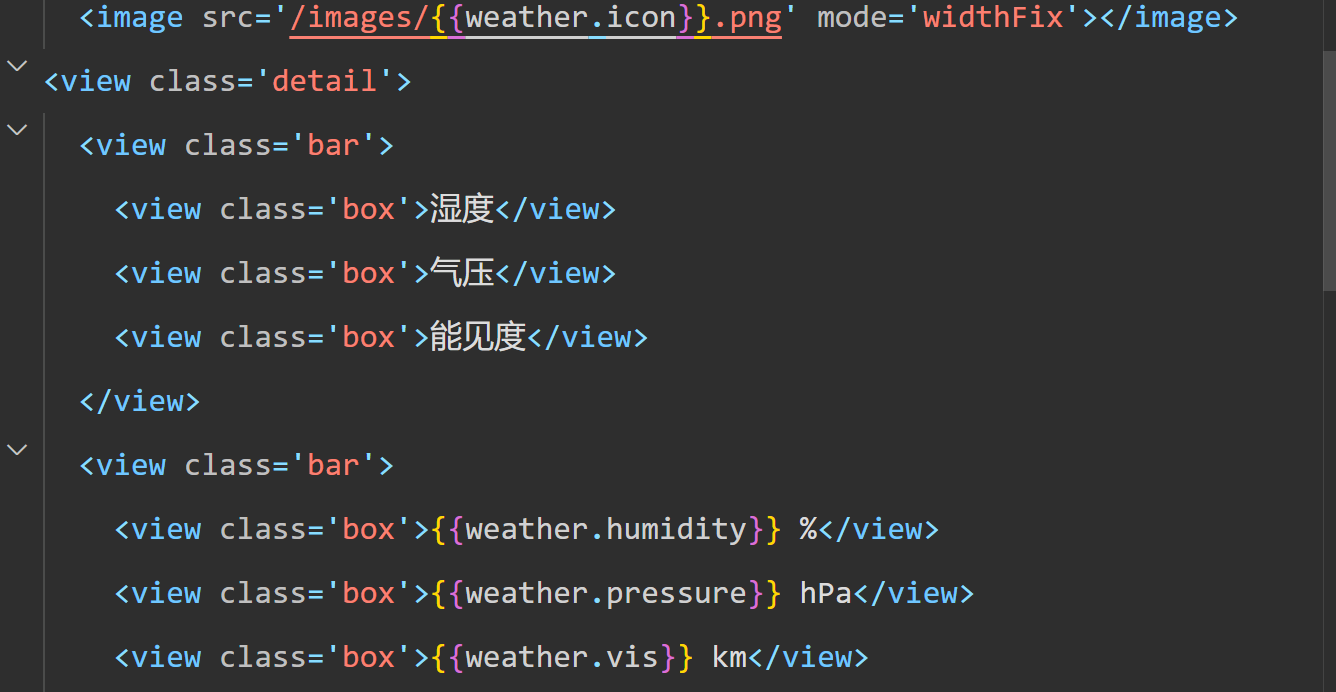 <image src='/images/{{weather.icon}}.png' mode='widthFix'></image>
<view class='detail'>
<view class='bar'>
<view class='box'>湿度</view>
<view class='box'>气压</view>
<view class='box'>能见度</view>
</view>
<view class='bar'>
<view class='box'>{{weather.humidity}} %</view>
<view class='box'>{{weather.pressure}} hPa</view>
<view class='box'>{{weather.vis}} km</view>